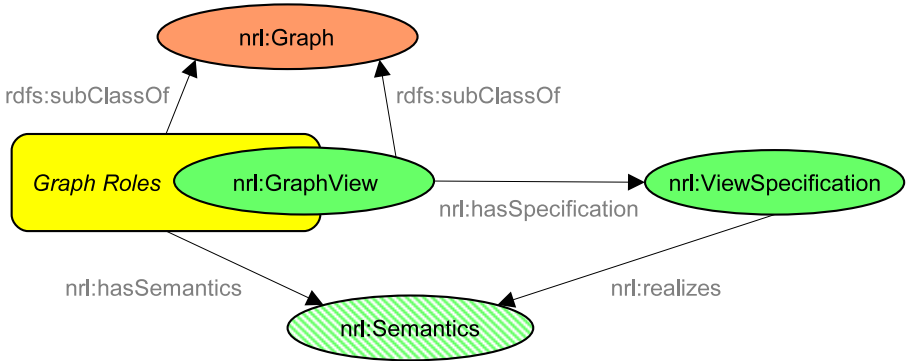 nrl:Graph
rdfs:subClassOf
rdfs:subClassOf
Graph Roles
nrl:GraphView
nrl:ViewSpecification
nrl:hasSpecification
nrl:hasSemantics
nrl:realizes
nrl:Semantics